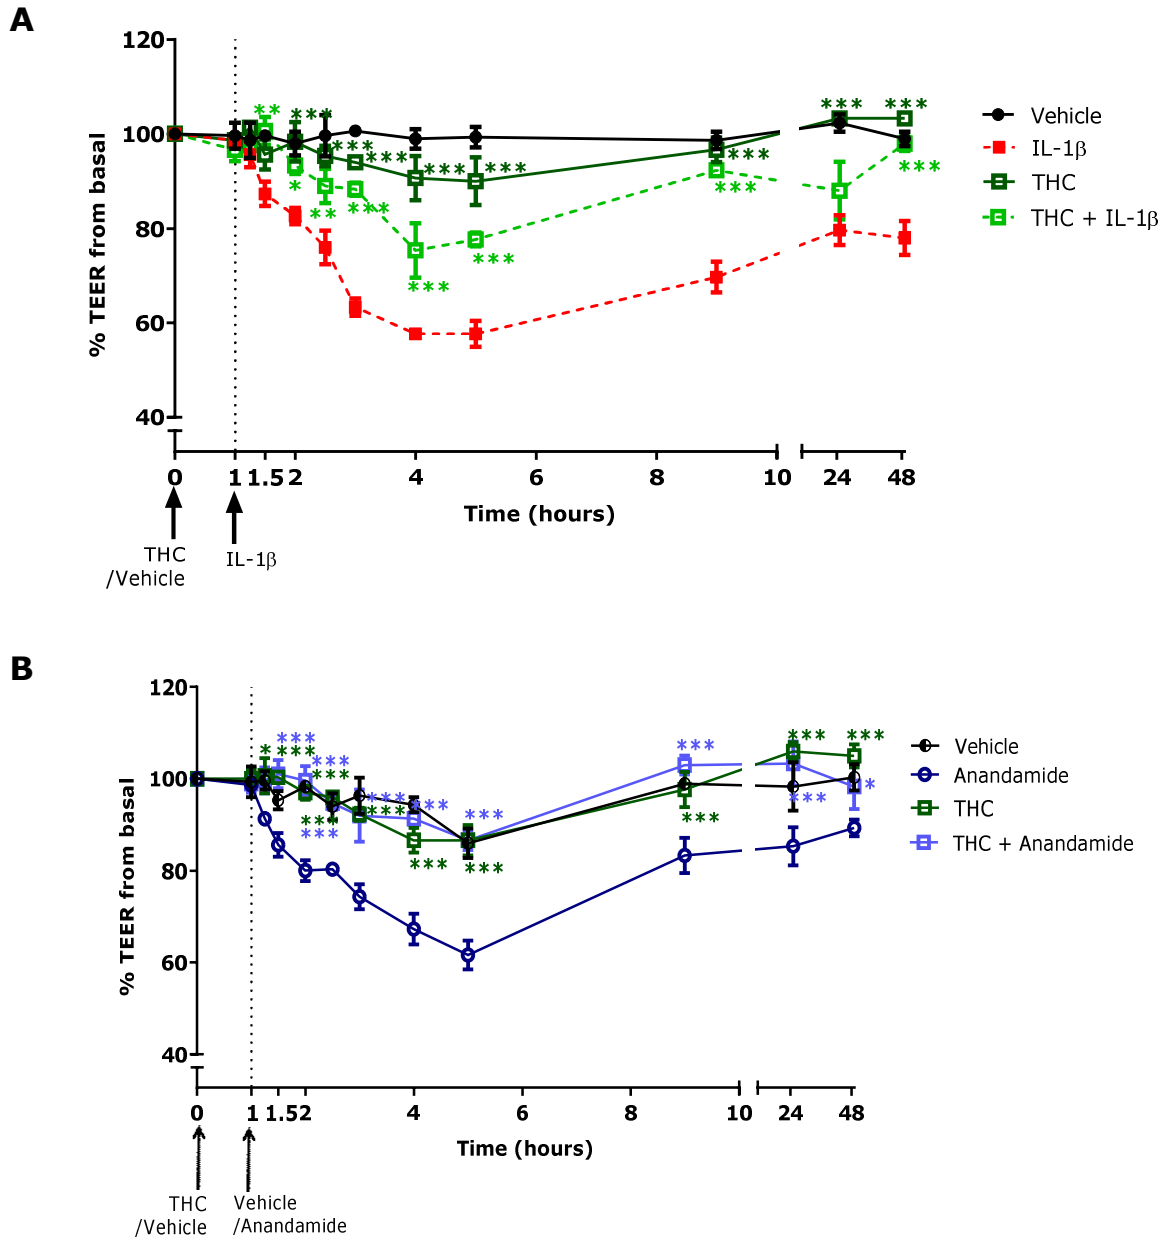 A
120
100
80
60
40
% TEER from basal
** ***
*** *** *** *** *** *** ***
* ** *** *** *** *** ***
Vehicle
IL-1β
THC
THC + IL-1β
0 1 1.5 2 4 6 8 10 24 48
Time (hours)
THC
/Vehicle
IL-1β
B
120
100
80
60
40
% TEER from basal
*** *** *** *** ***
* *** *** *** *** *
*** *** *** *** ***
*** *** ***
Vehicle
Anandamide
THC
THC + Anandamide
0 1 1.5 2 4 6 8 10 24 48
Time (hours)
THC
/Vehicle
Vehicle
/Anandamide